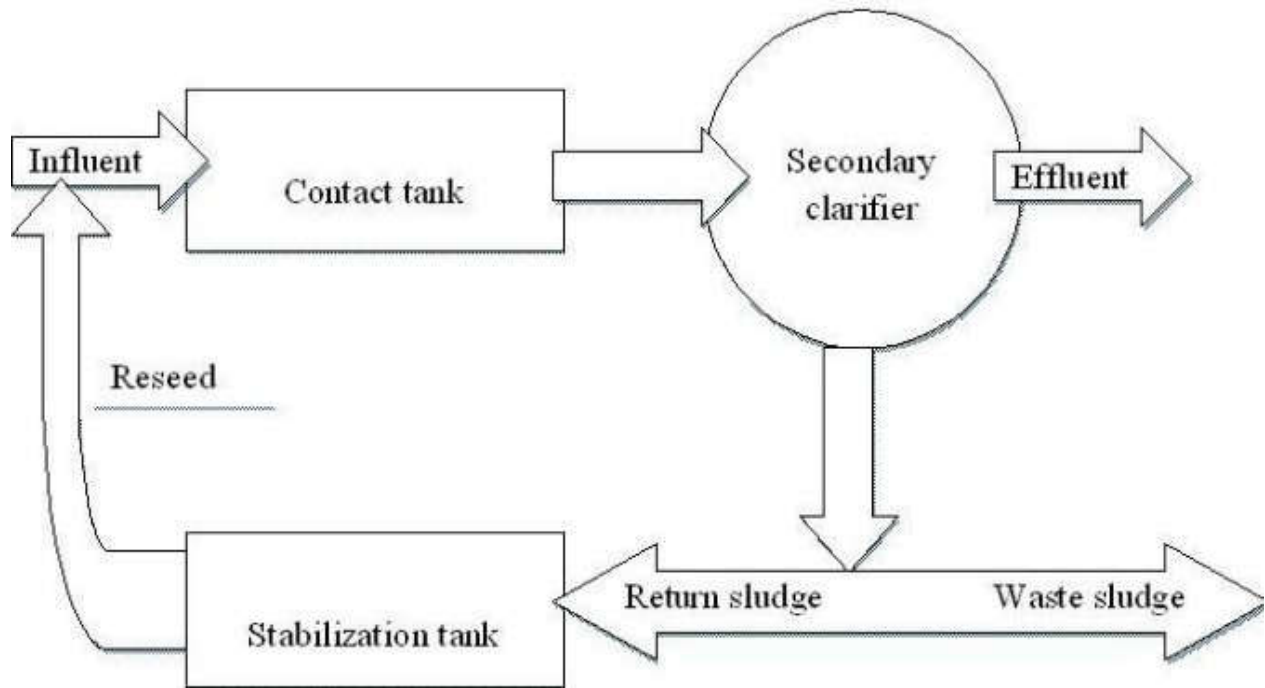 Influent
Contact tank
Secondary
clarifier
Effluent
Reseed
Return sludge
Waste sludge
Stabilization tank